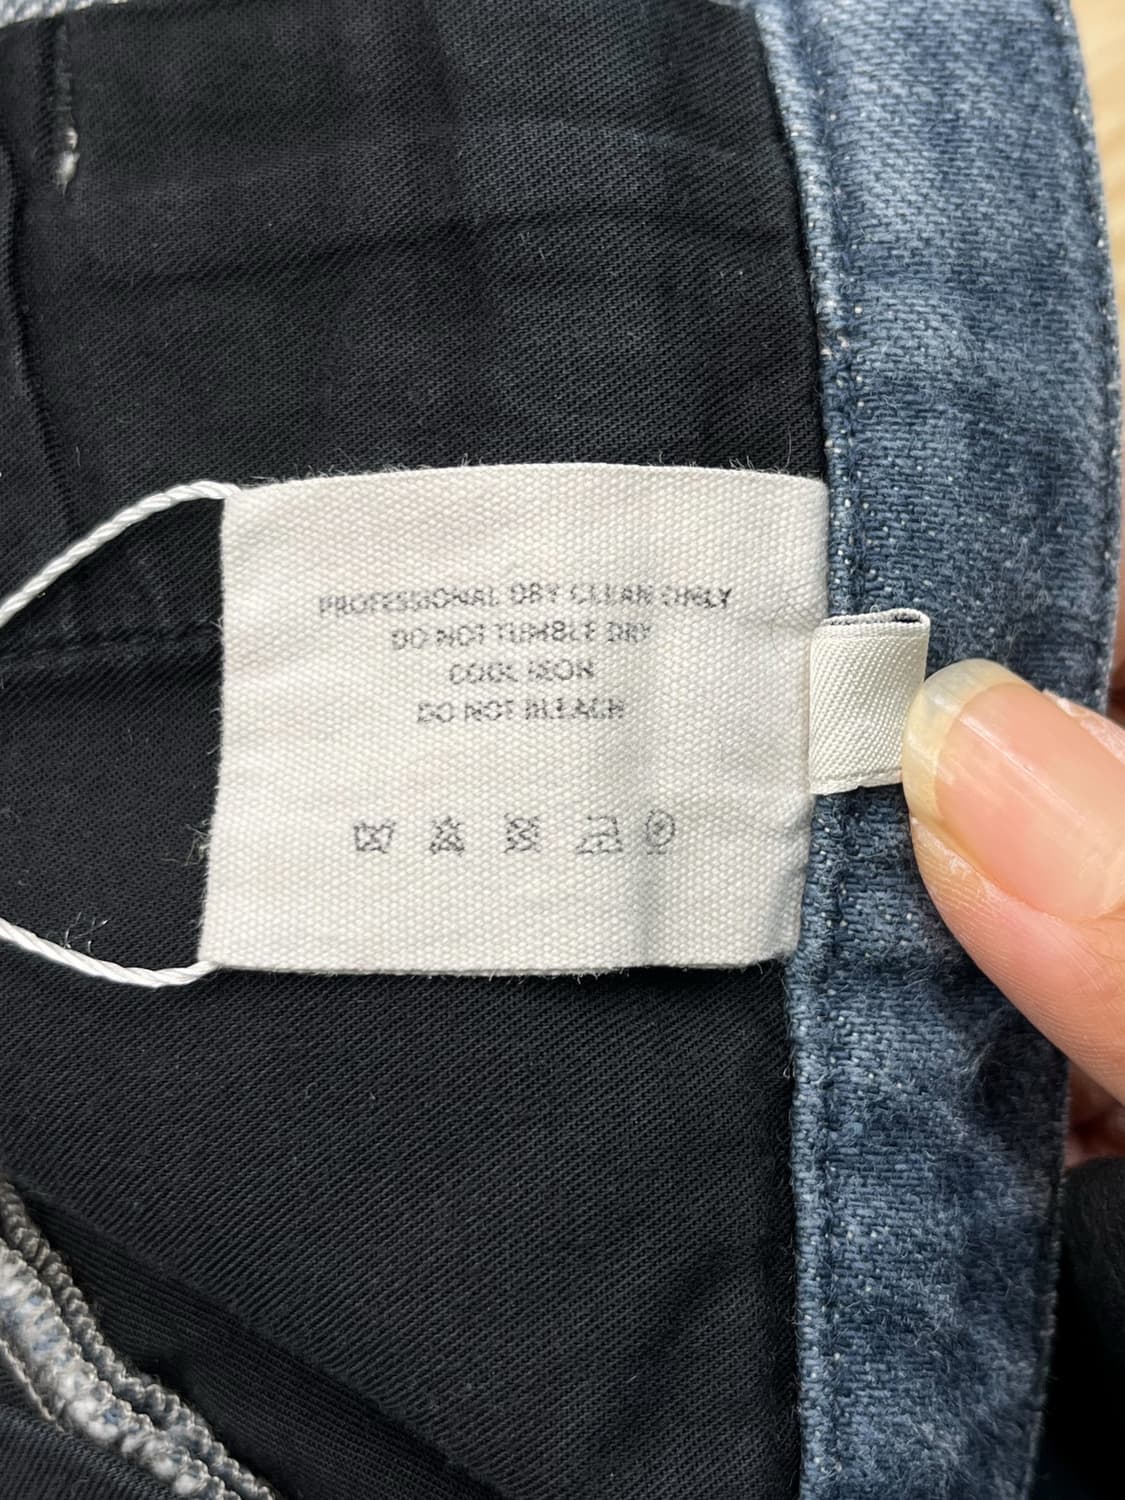 PROFESSIONAL DRY CLEAN ONLY
DO NOT TUMBLE DRY
COOL IRON
DO NOT BLEACH